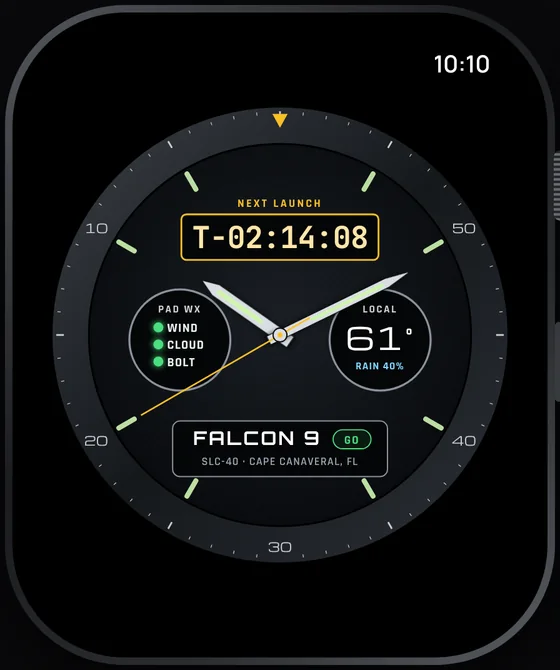 10:10
NEXT LAUNCH
T-02:14:08
10
50
PAD WX
WIND
CLOUD
BOLT
LOCAL
61°
RAIN 40%
20
40
FALCON 9 GO
SLC-40 · CAPE CANAVERAL, FL
30